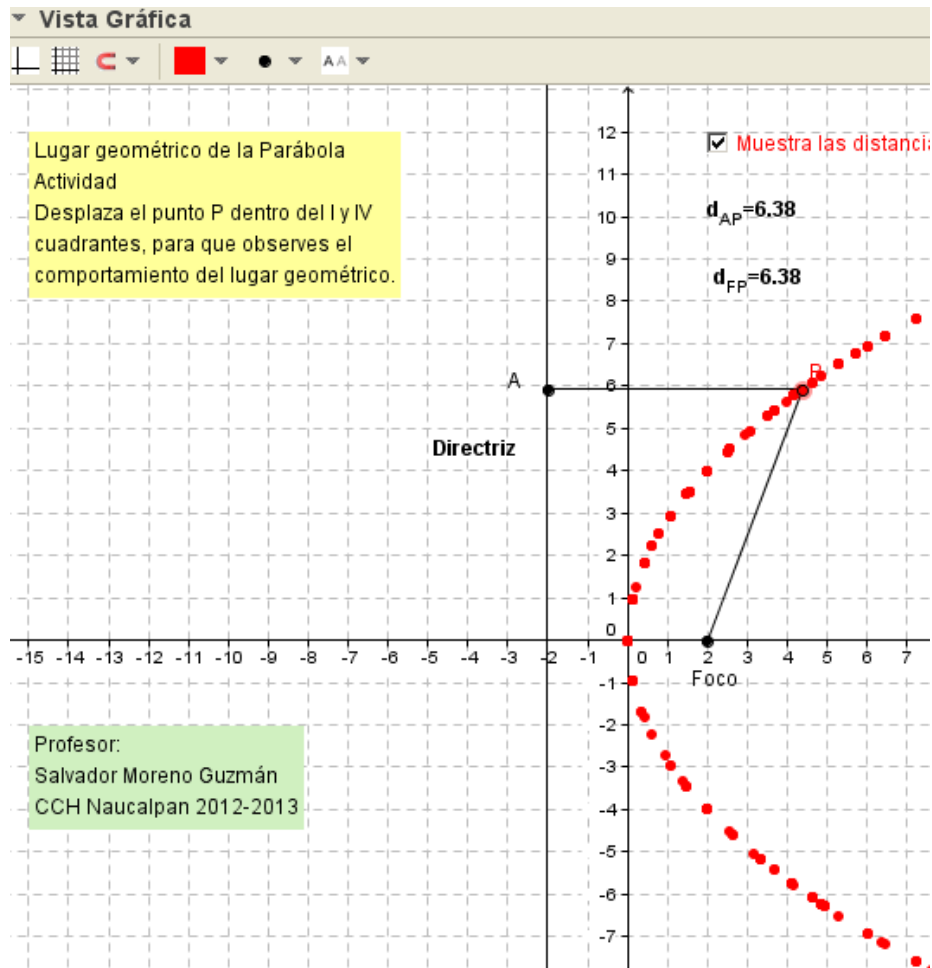 Vista Gráfica
A A
Lugar geométrico de la Parábola
Actividad
Desplaza el punto P dentro del I y IV
cuadrantes, para que observes el
comportamiento del lugar geométrico.
Muestra las
d_AP=6.38
d_FP=6.38
12
11
10
9
8
7
6
5
4
3
2
1
0
A
P
Directriz
-15 -14 -13 -12 -11 -10 -9 -8 -7 -6 -5 -4 -3 -2 -1 0 1 2 3 4 5 6 7
Foco
-1
-2
-3
-4
-5
-6
-7
Profesor:
Salvador Moreno Guzmán
CCH Naucalpan 2012-2013